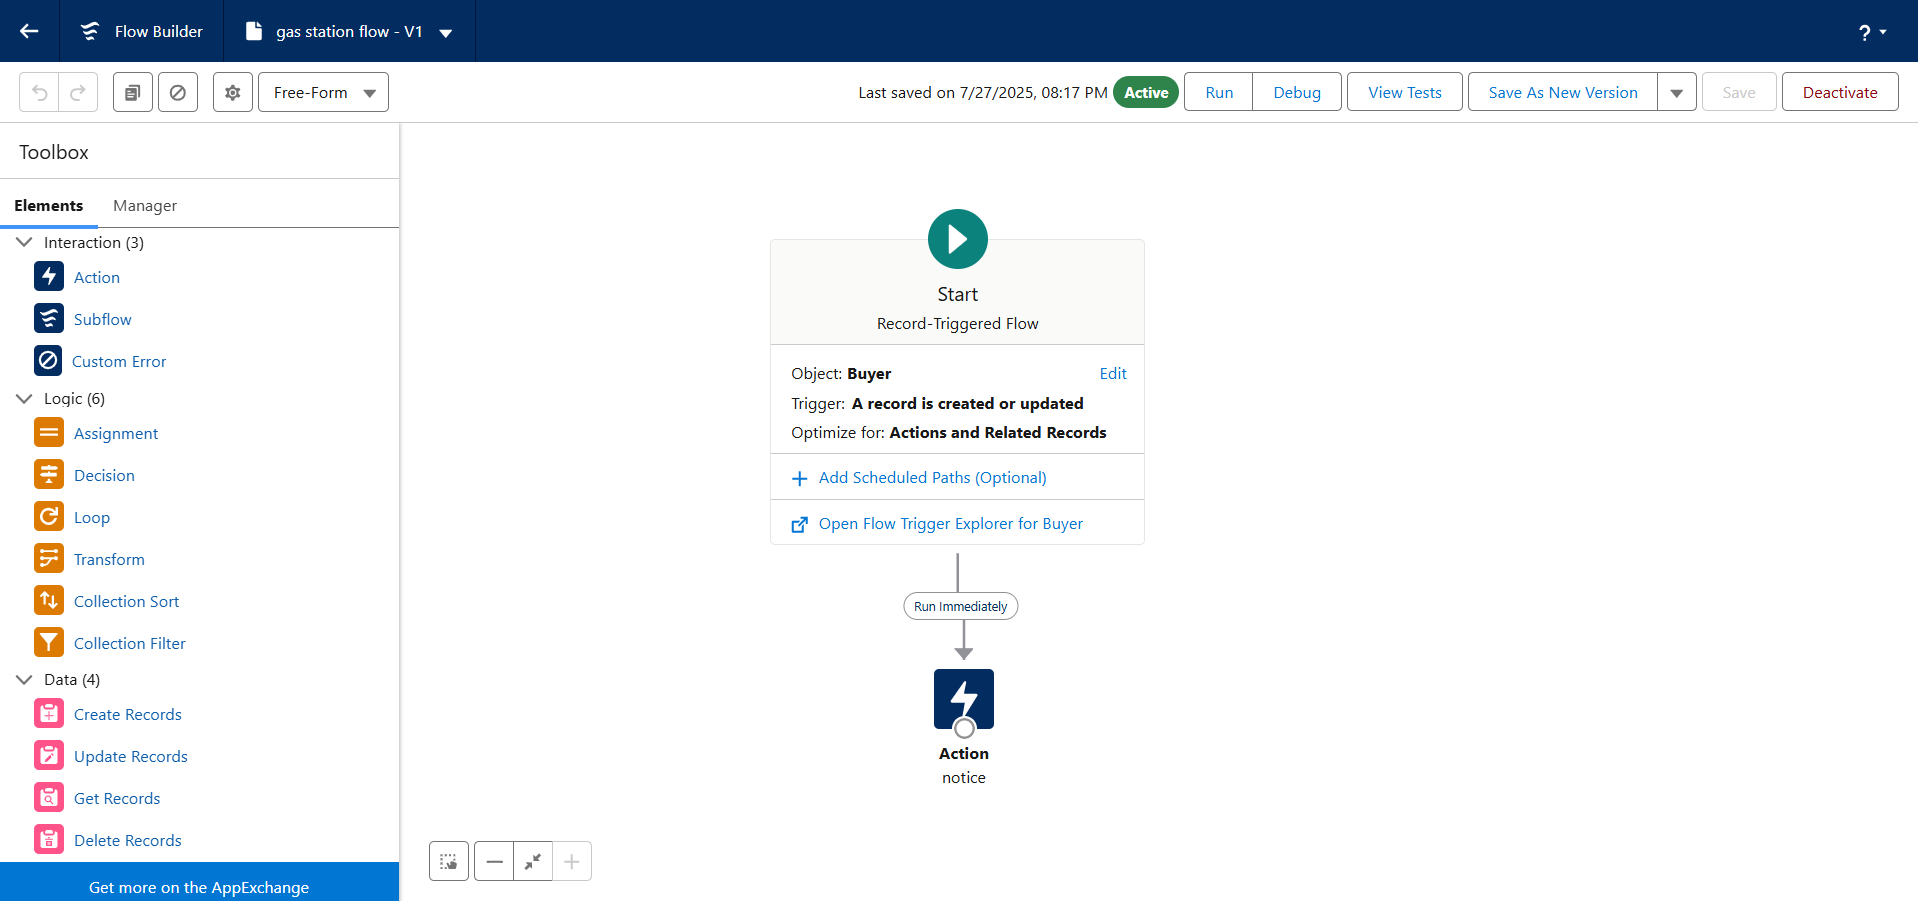 Flow Builder
gas station flow - V1
?
Free-Form
Last saved on 7/27/2025, 08:17 PM
Active
Run
Debug
View Tests
Save As New Version
Save
Deactivate
Toolbox
Elements
Manager
Interaction (3)
Action
Subflow
Custom Error
Logic (6)
Assignment
Decision
Loop
Transform
Collection Sort
Collection Filter
Data (4)
Create Records
Update Records
Get Records
Delete Records
Get more on the AppExchange
Start
Record-Triggered Flow
Object: Buyer
Edit
Trigger: A record is created or updated
Optimize for: Actions and Related Records
Add Scheduled Paths (Optional)
Open Flow Trigger Explorer for Buyer
Run Immediately
Action
notice